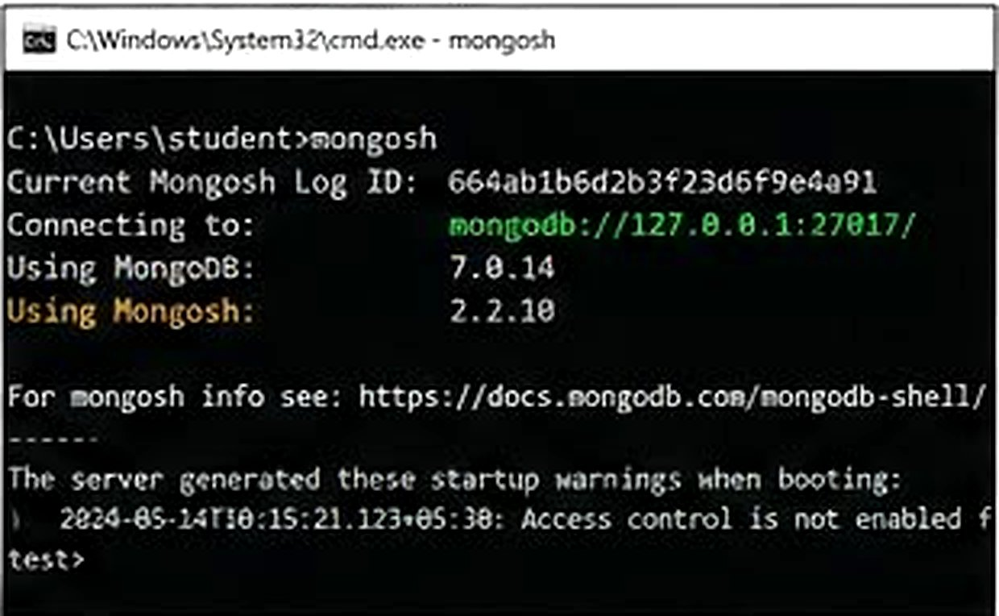 C:\Windows\System32\cmd.exe - mongosh
C:\Users\student>mongosh
Current Mongosh Log ID: 664ab1b6d2b3f23d6f9e4a91
Connecting to: mongodb://127.0.0.1:27017/
Using MongoDB: 7.0.14
Using Mongosh: 2.2.10
For mongosh info see: https://docs.mongodb.com/mongodb-shell/
------
The server generated these startup warnings when booting:
2024-05-14T10:15:21.123+05:30: Access control is not enabled f
test>